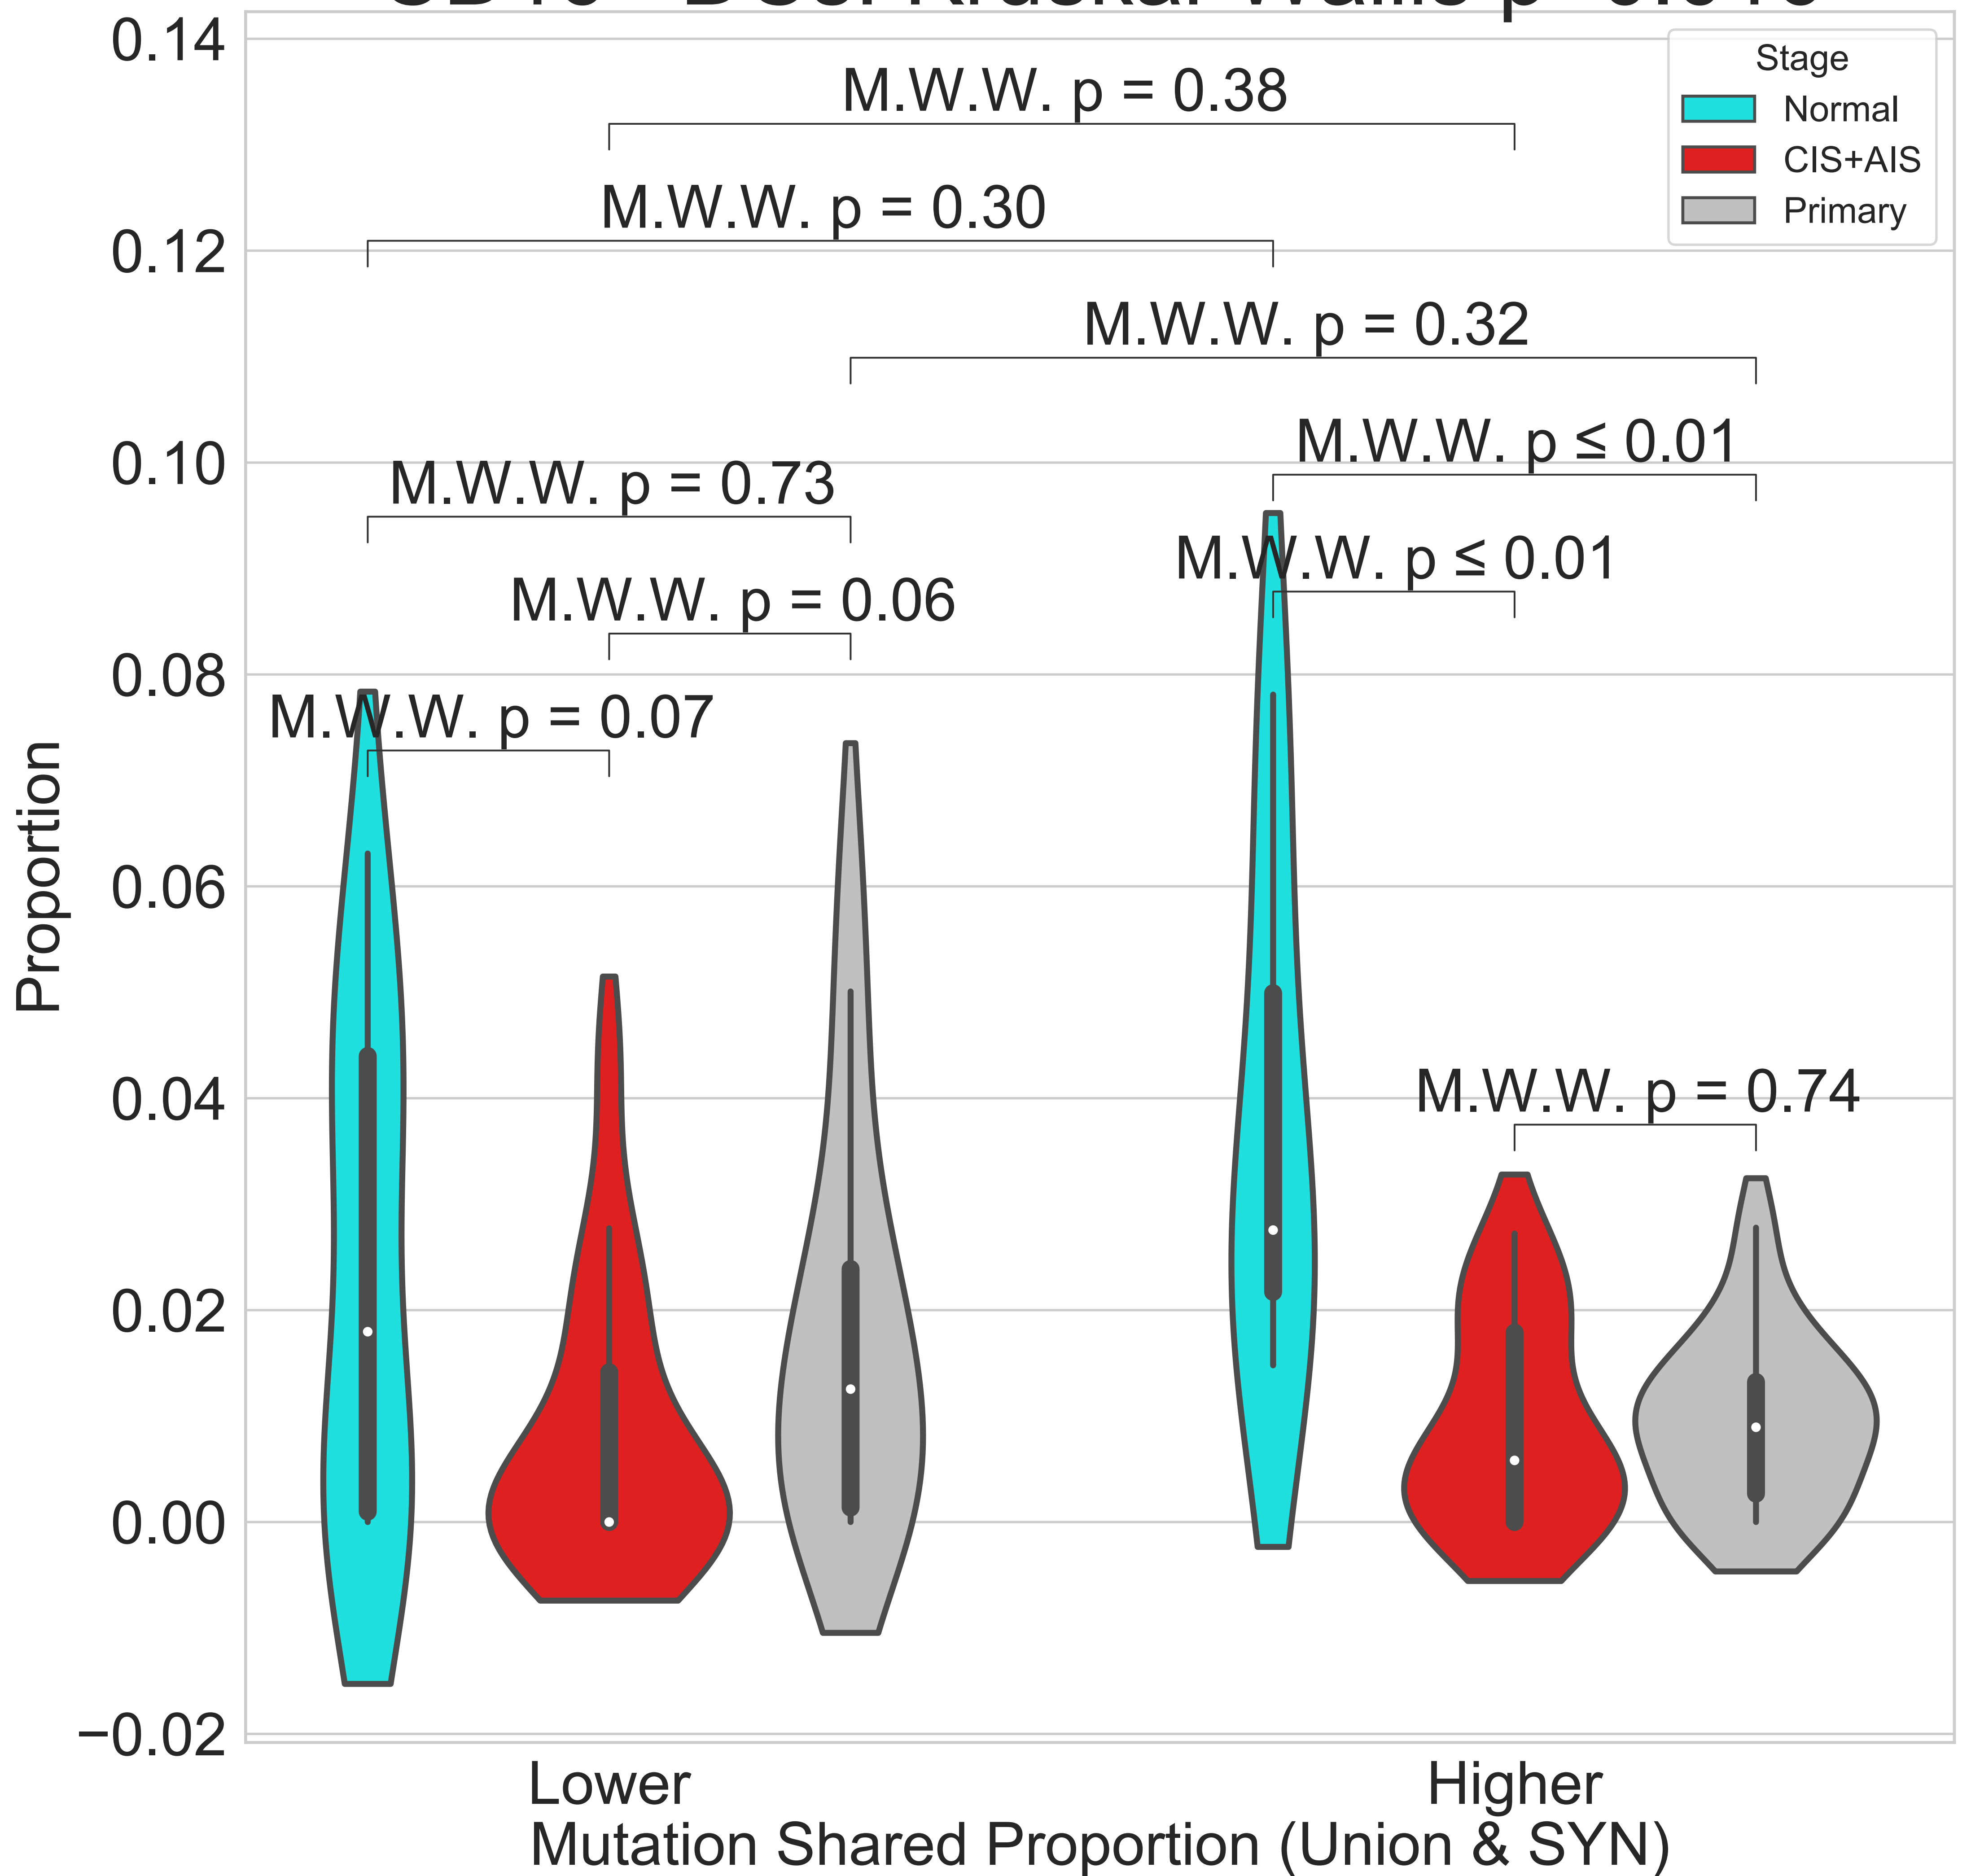 0.14
0.12
0.10
0.08
0.06
0.04
0.02
0.00
−0.02
Proportion
M.W.W. p = 0.38
M.W.W. p = 0.30
M.W.W. p = 0.32
M.W.W. p ≤ 0.01
M.W.W. p = 0.73
M.W.W. p ≤ 0.01
M.W.W. p = 0.06
M.W.W. p = 0.07
M.W.W. p = 0.74
Stage
Normal
CIS+AIS
Primary
Lower
Higher
Mutation Shared Proportion (Union & SYN)